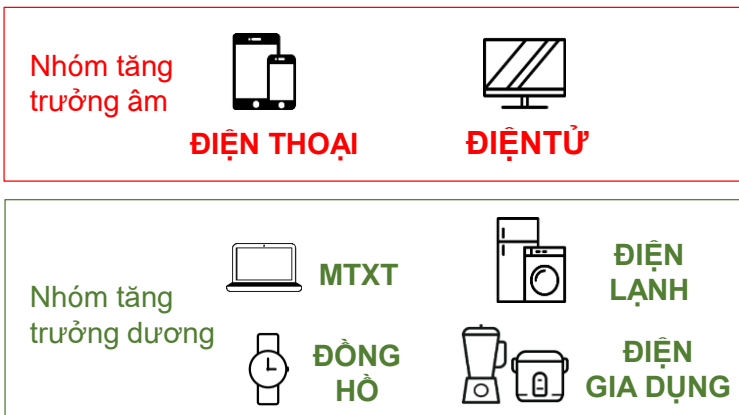 Nhóm tăng
trưởng âm
ĐIỆN THOẠI
ĐIỆNTỬ
Nhóm tăng
trưởng dương
MTXT
ĐIỆN
LẠNH
ĐỒNG
HỒ
ĐIỆN
GIA DỤNG